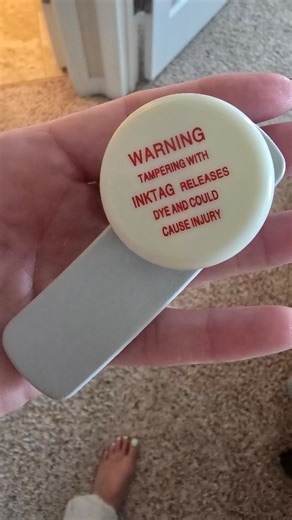 WARNING
TAMPERING WITH
INKTAG RELEASES
DYE AND COULD
CAUSE INJURY